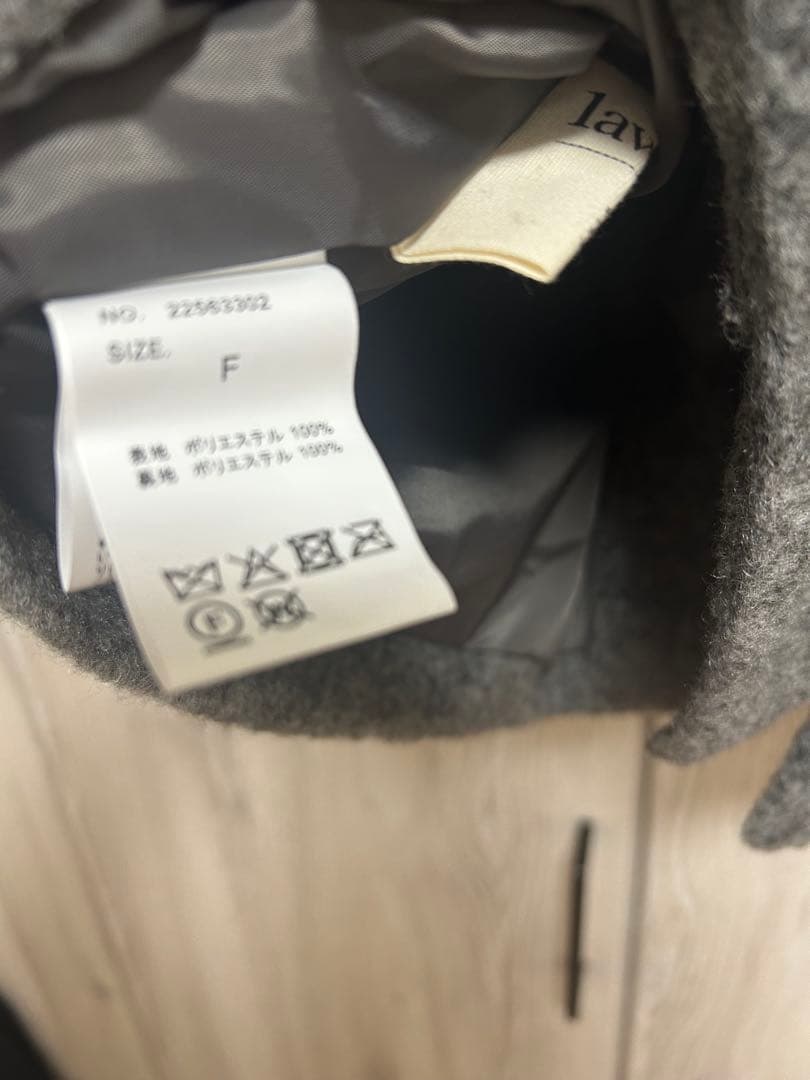 lav
NO. 22563302
SIZE.
F
表地 ポリエステル 100%
裏地 ポリエステル 100%
F
W